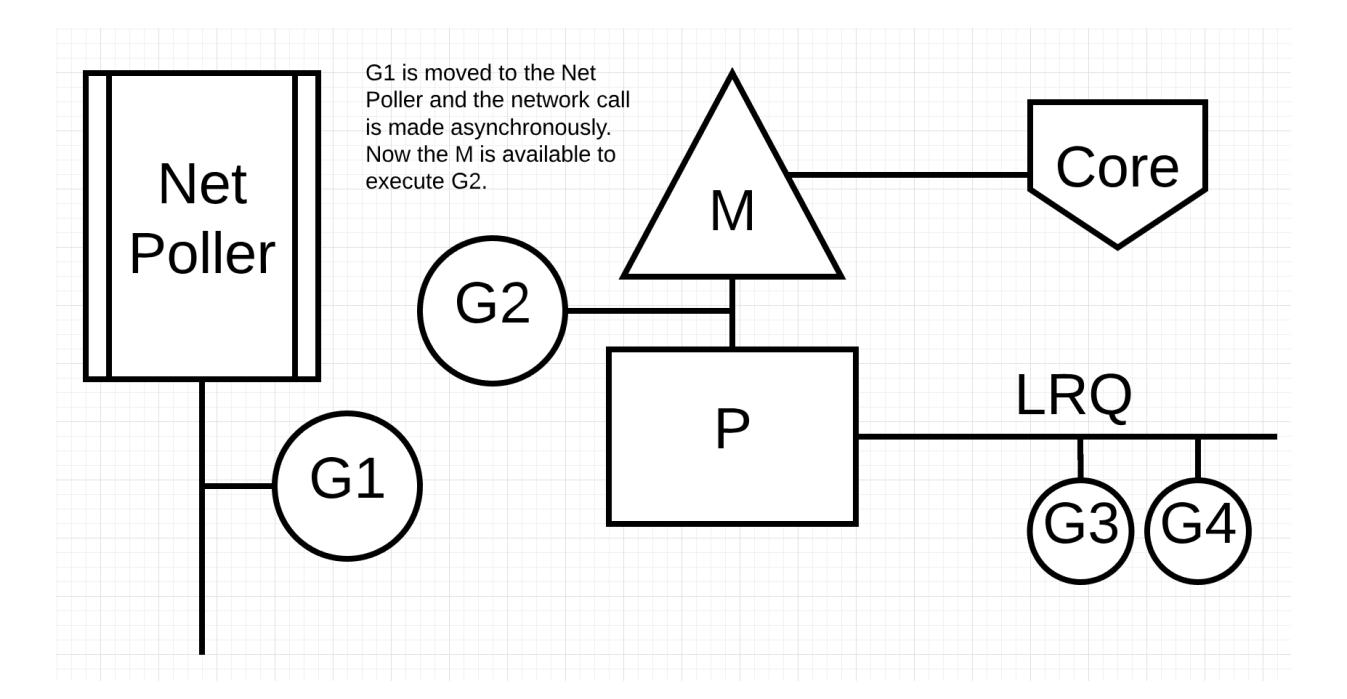 G1 is moved to the Net
Poller and the network call
is made asynchronously.
Now the M is available to
execute G2.
Net
Poller
M
Core
G2
P
LRQ
G1
G3
G4